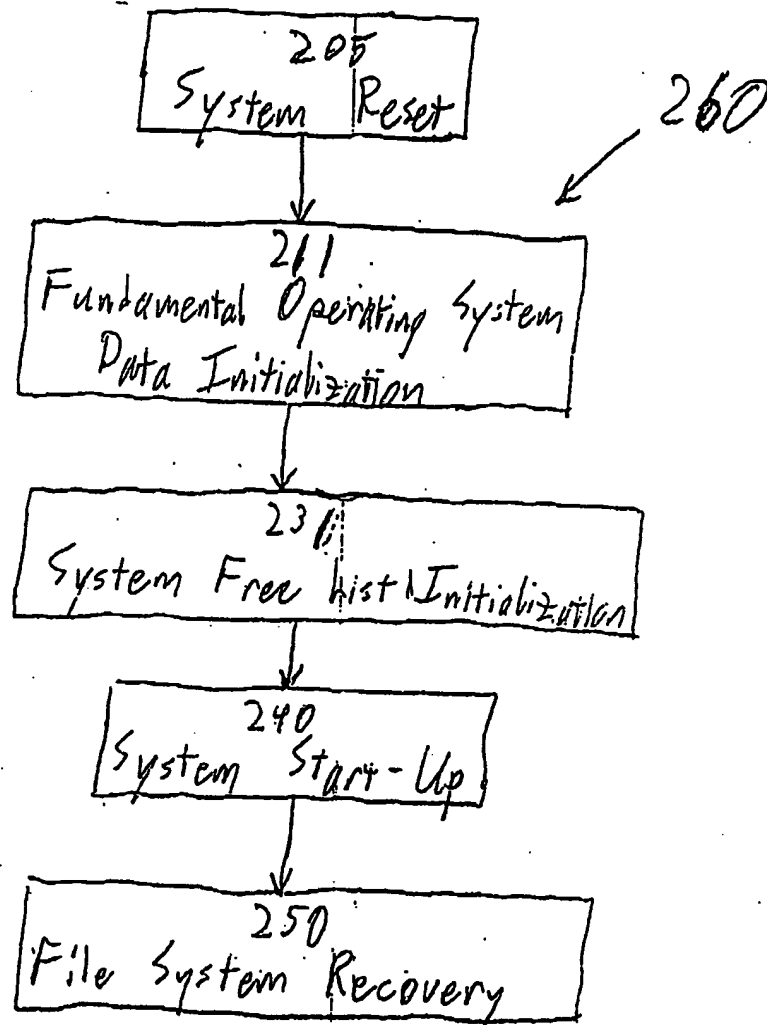 205
System Reset
260
211
Fundamental Operating System
Data Initialization
231
System Free List Initialization
240
System Start-Up
250
File System Recovery